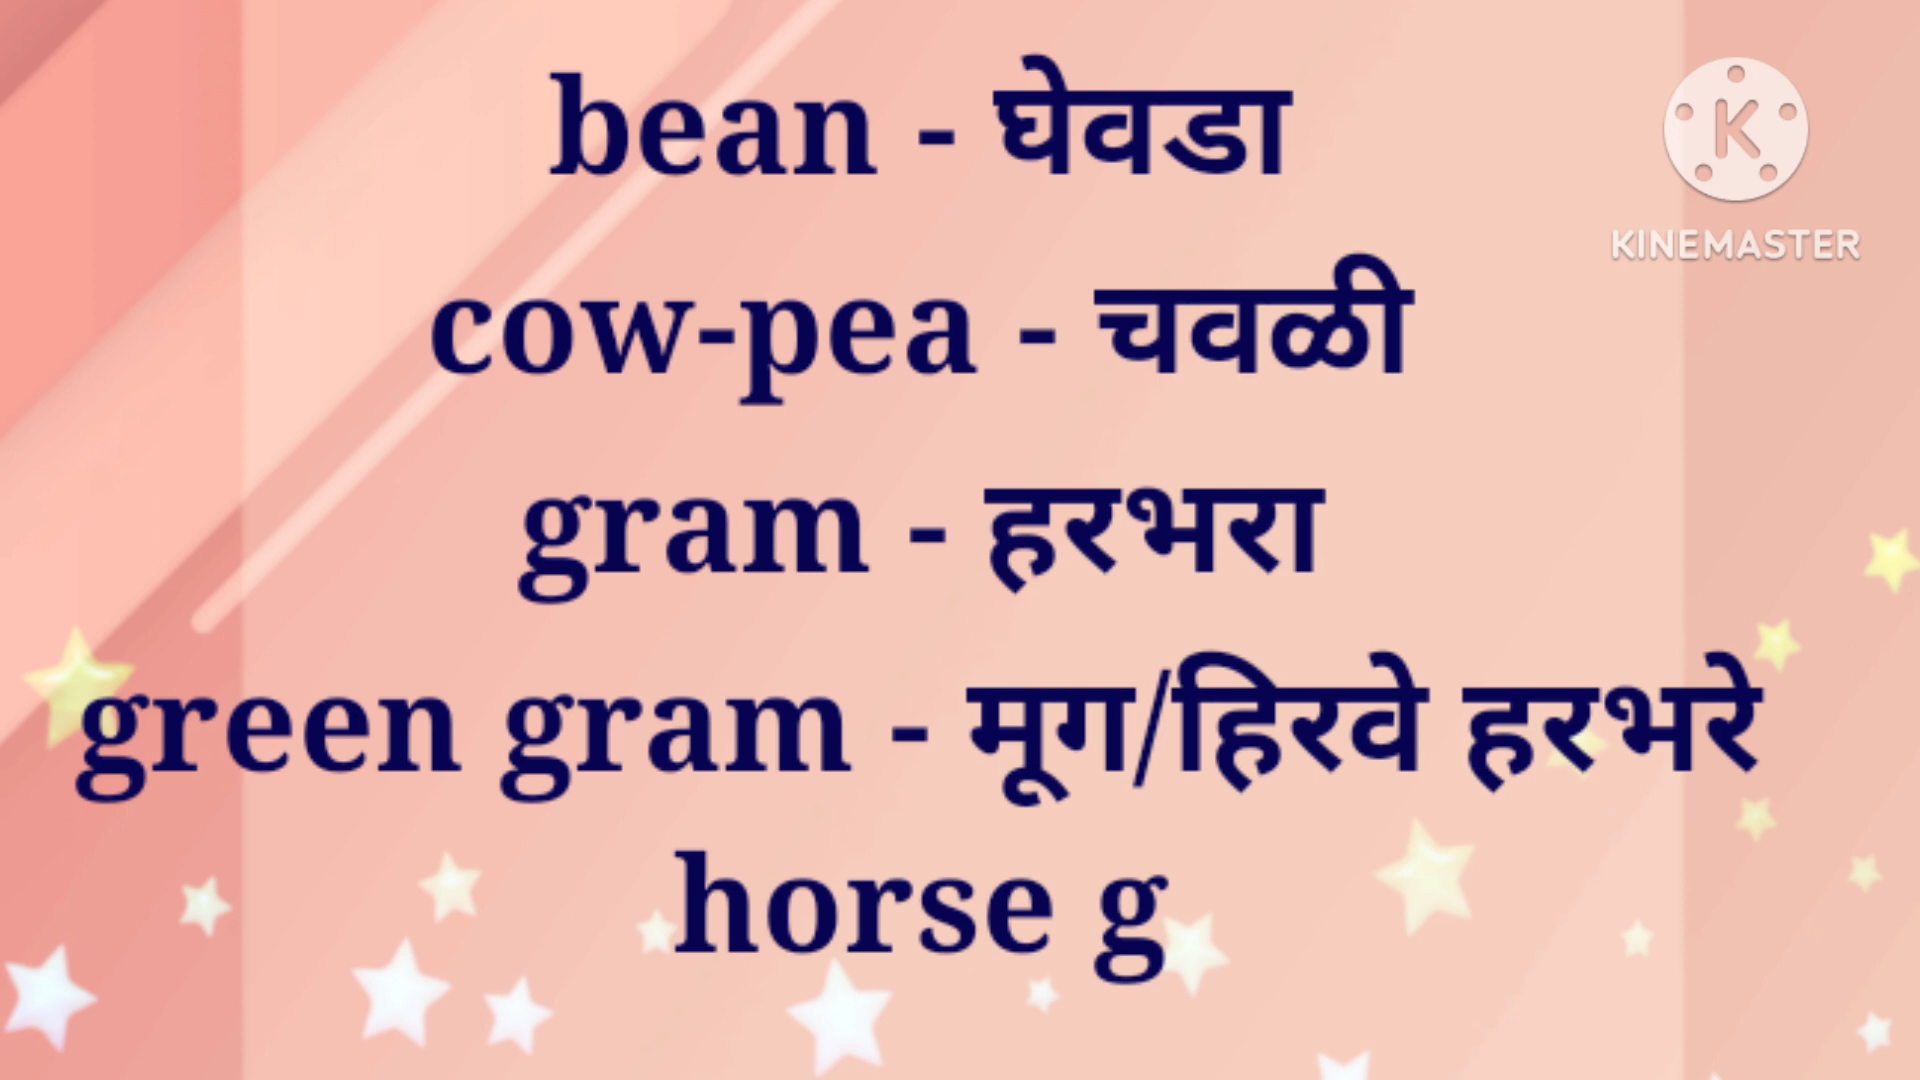 bean - घेवडा
KINEMASTER
cow-pea - चवळी
gram - हरभरा
green gram - मूग/हिरवे हरभरे
horse g